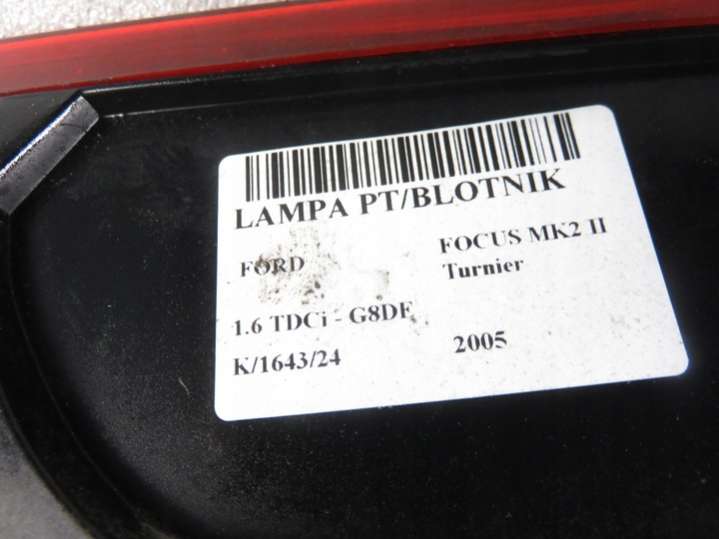 LAMPA PT/BLOTNIK
FORD FOCUS MK2 II
Turnier
1.6 TDCi - G8DF
K/1643/24 2005